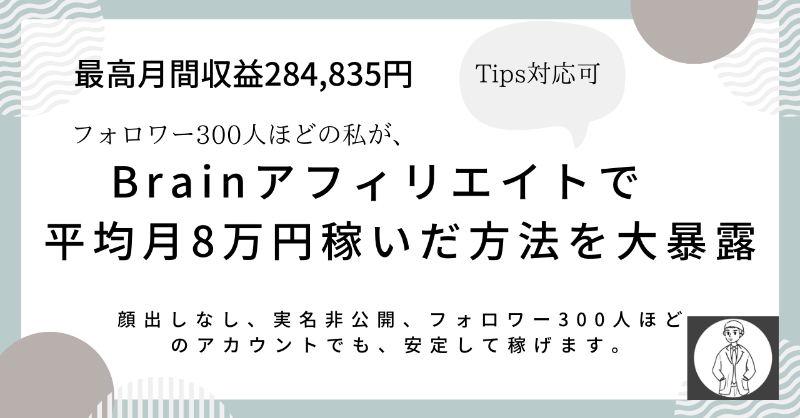 最高月間収益284,835円
Tips対応可
フォロワー300人ほどの私が、
Brainアフィリエイトで
平均月8万円稼いだ方法を大暴露
顔出しなし、実名非公開、フォロワー300人ほど
のアカウントでも、安定して稼げます。